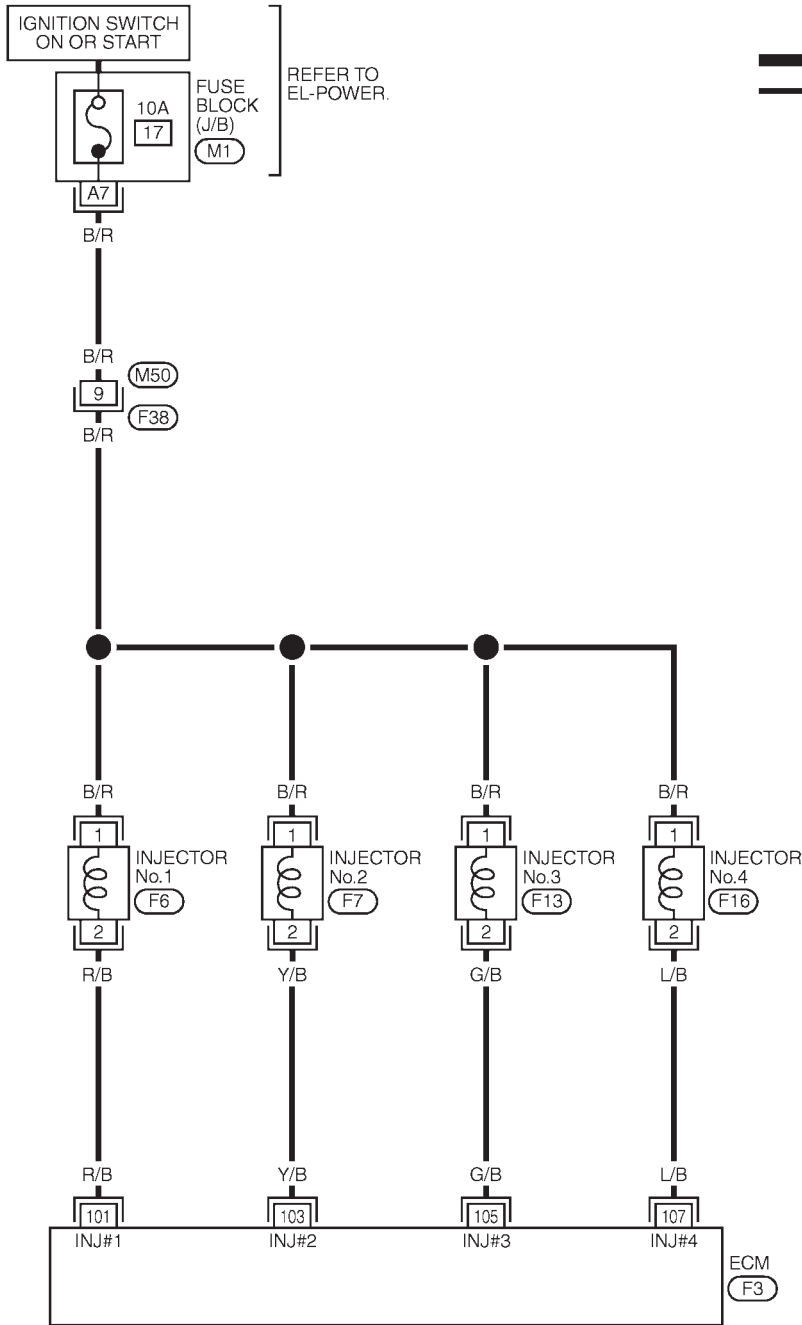 IGNITION SWITCH
ON OR START
REFER TO
EL-POWER.
10A
17
FUSE
BLOCK
(J/B)
M1
A7
B/R
B/R
M50
9
F38
B/R
B/R
B/R
B/R
B/R
1
1
1
1
INJECTOR
No.1
F6
INJECTOR
No.2
F7
INJECTOR
No.3
F13
INJECTOR
No.4
F16
2
2
2
2
R/B
Y/B
G/B
L/B
R/B
Y/B
G/B
L/B
101
103
105
107
INJ#1
INJ#2
INJ#3
INJ#4
ECM
F3